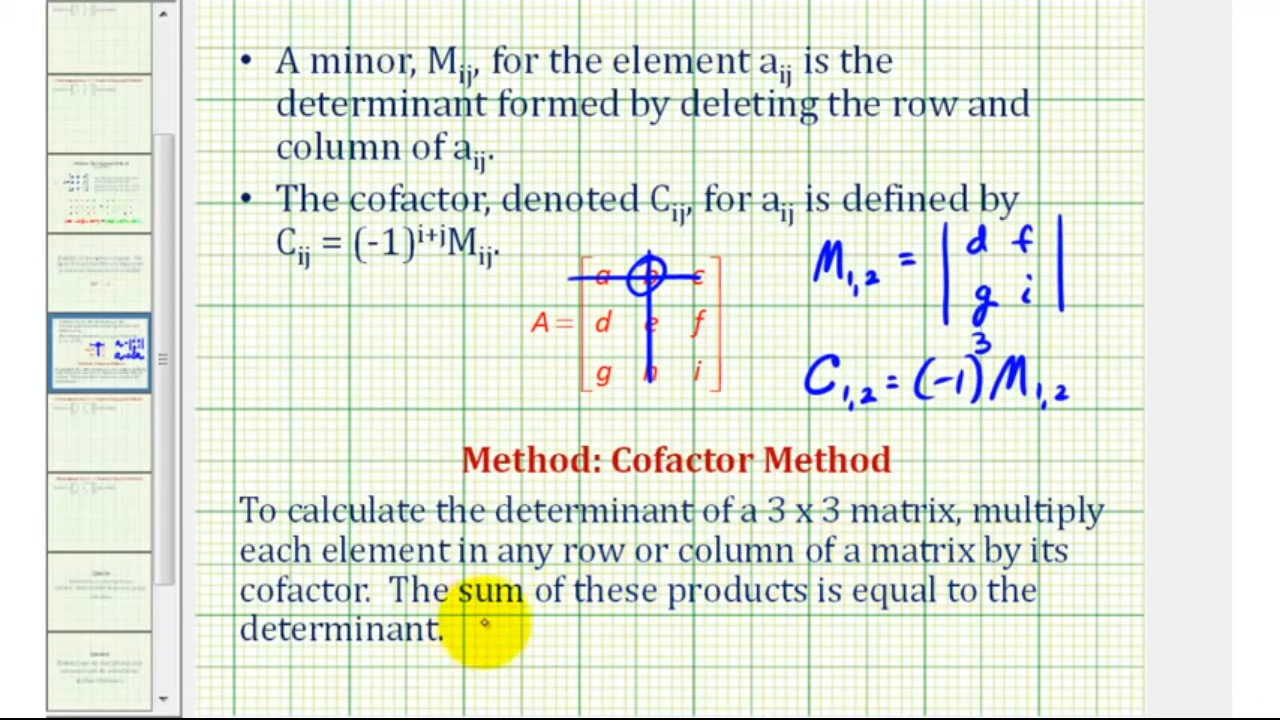 • A minor, Mij, for the element aij is the
determinant formed by deleting the row and
column of aij.
• The cofactor, denoted Cij, for aij is defined by
Cij = (-1)i+jMij.
M1,2 = | d f
g i |
a b c
A = d e f
g h i
C1,2 = (-1)3 M1,2
Method: Cofactor Method
To calculate the determinant of a 3 x 3 matrix, multiply
each element in any row or column of a matrix by its
cofactor. The sum of these products is equal to the
determinant.